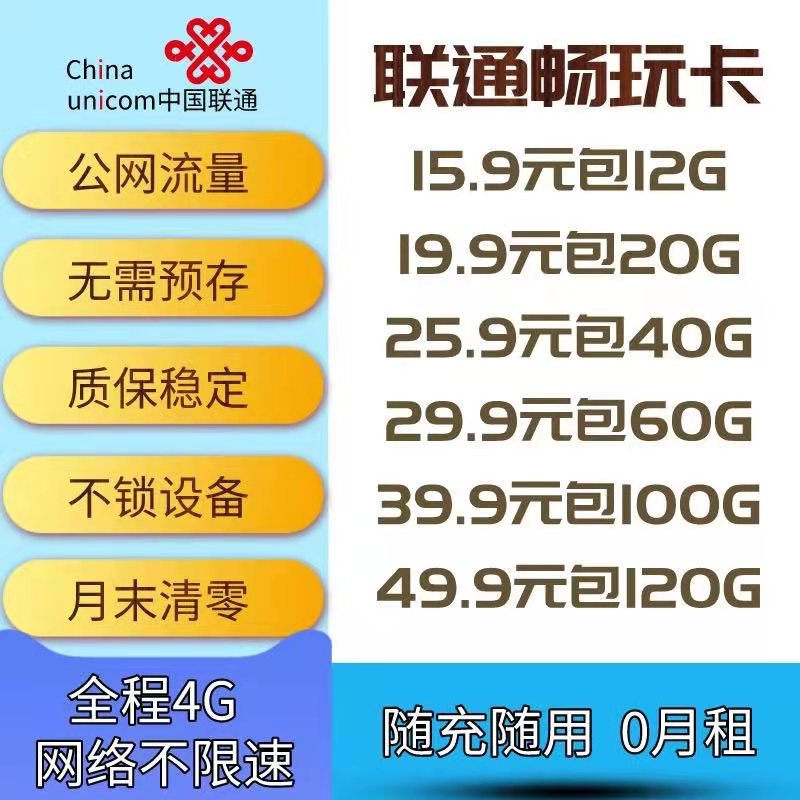 China
unicom中国联通
公网流量
无需预存
质保稳定
不锁设备
月末清零
全程4G
网络不限速
联通畅玩卡
15.9元包12G
19.9元包20G
25.9元包40G
29.9元包60G
39.9元包100G
49.9元包120G
随充随用 0月租